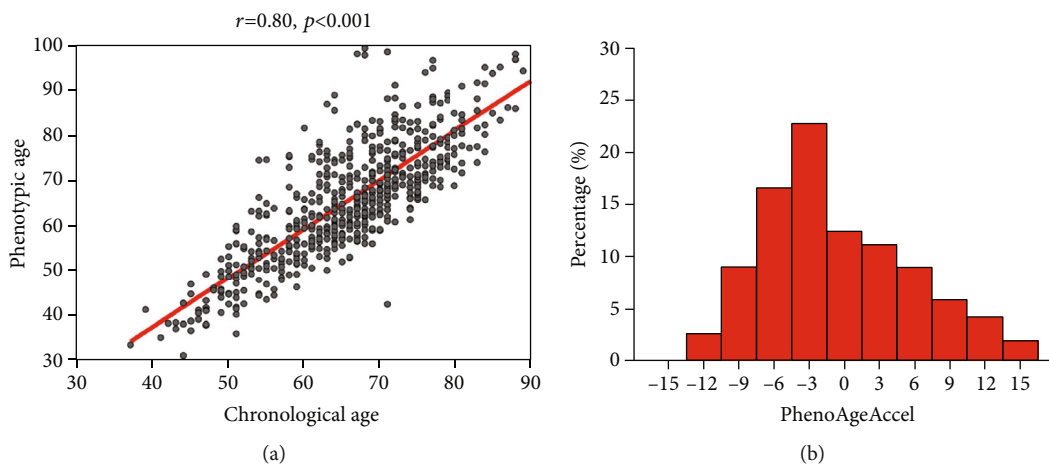 r=0.80, p<0.001
Phenotypic age
100
90
80
70
60
50
40
30
30 40 50 60 70 80 90
Chronological age
(a)
Percentage (%)
30
25
20
15
10
5
0
–15 –12 –9 –6 –3 0 3 6 9 12 15
PhenoAgeAccel
(b)